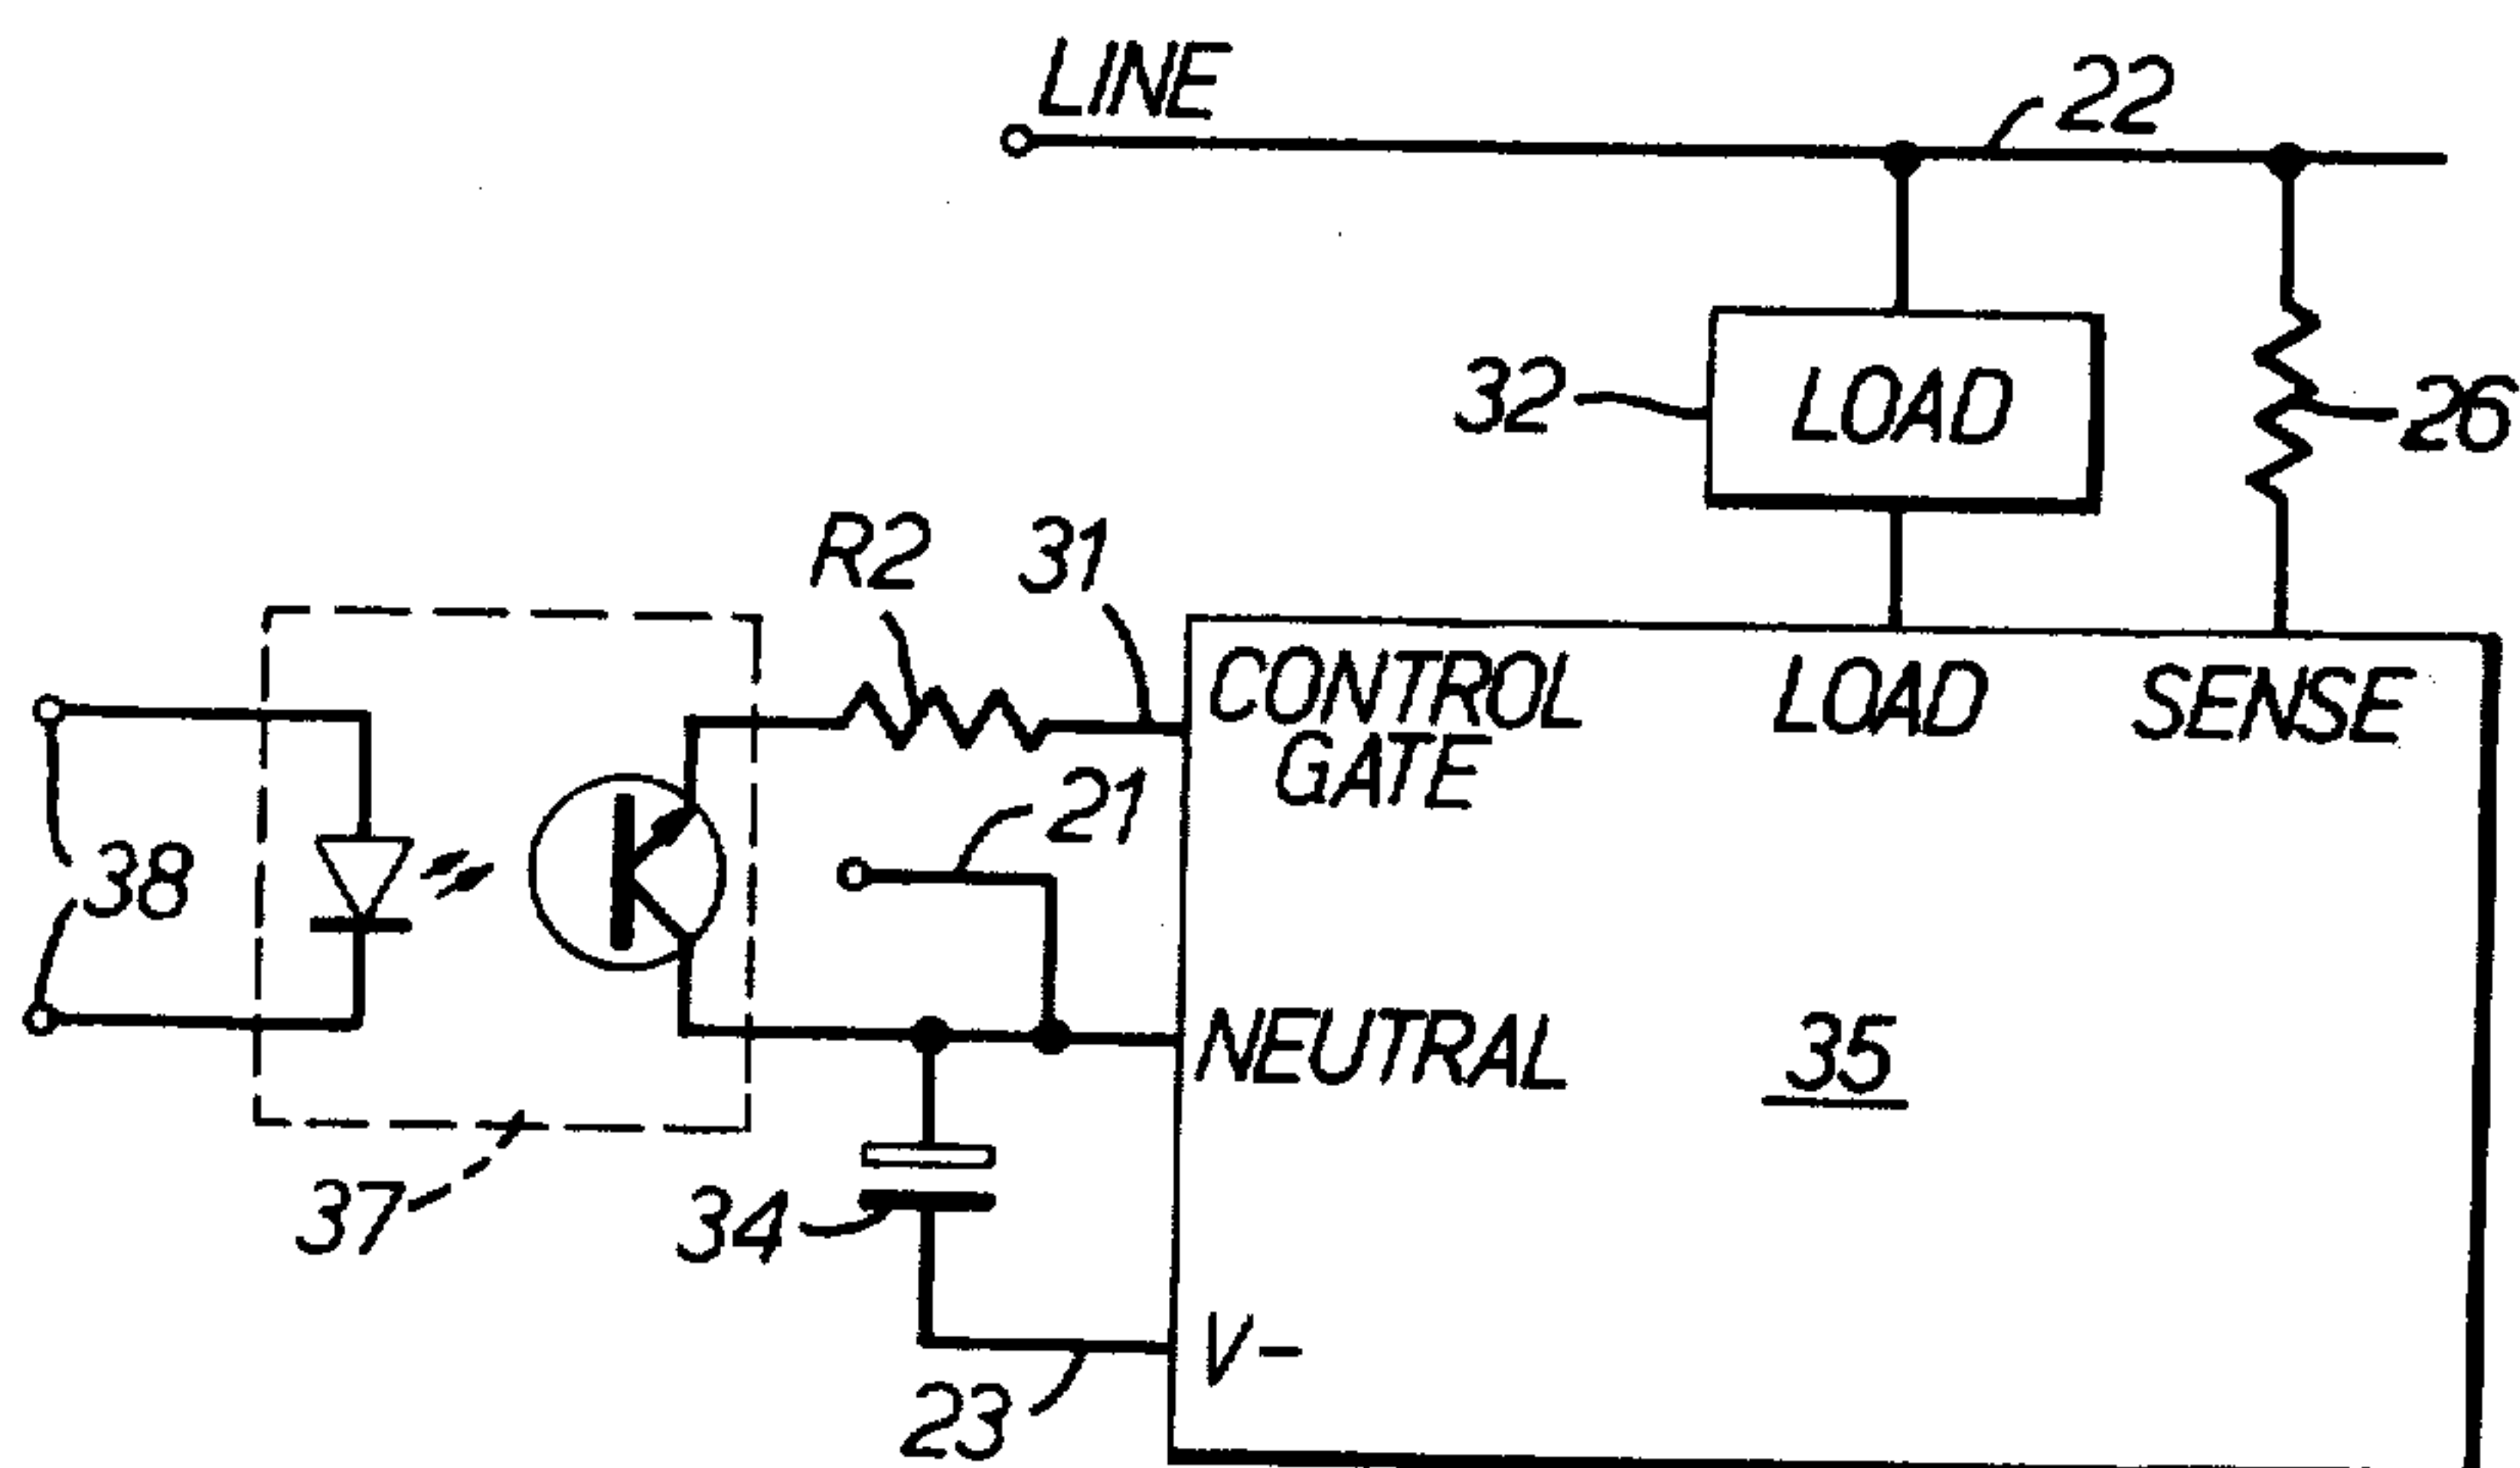 LINE
22
32
LOAD
26
R2
31
CONTROL
GATE
LOAD
SENSE
21
38
NEUTRAL
35
37
34
V-
23